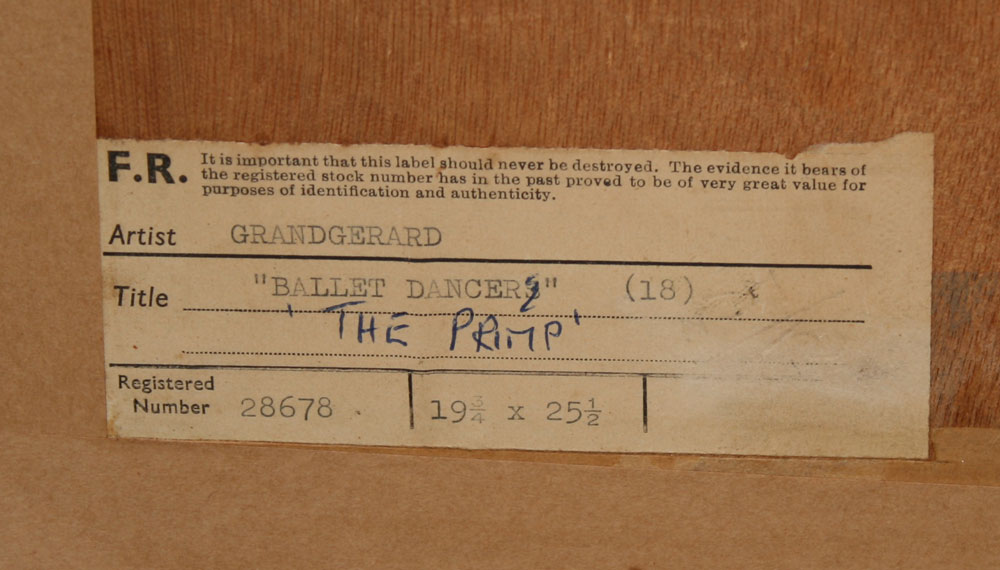 F.R. It is important that this label should never be destroyed. The evidence it bears of
the registered stock number has in the past proved to be of very great value for
purposes of identification and authenticity.
Artist GRANDGERARD
Title "BALLET DANCERS" (18)
'THE PRIMP'
Registered
Number 28678 19¾ x 25½